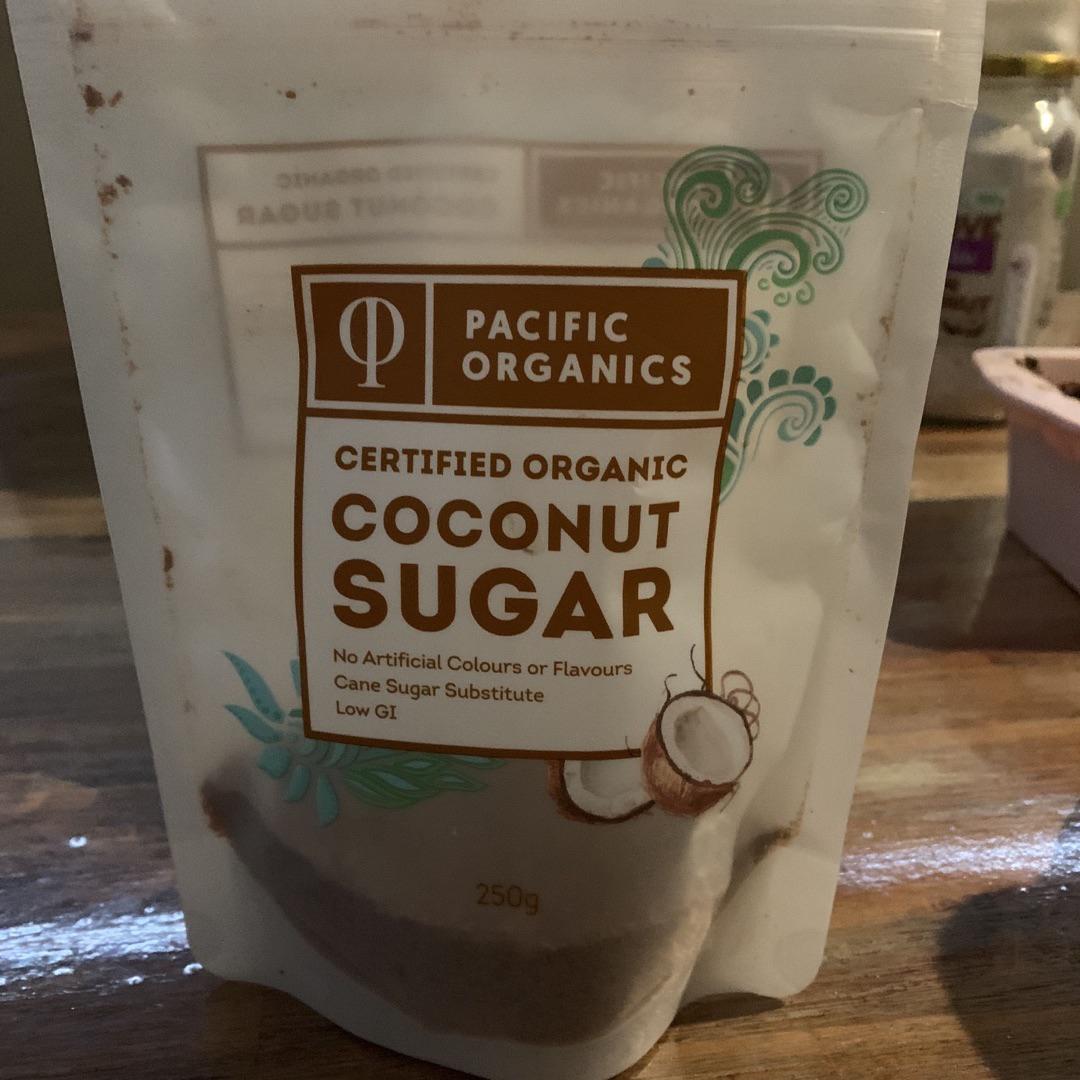 PACIFIC
ORGANICS
CERTIFIED ORGANIC
COCONUT
SUGAR
No Artificial Colours or Flavours
Cane Sugar Substitute
Low GI
250g